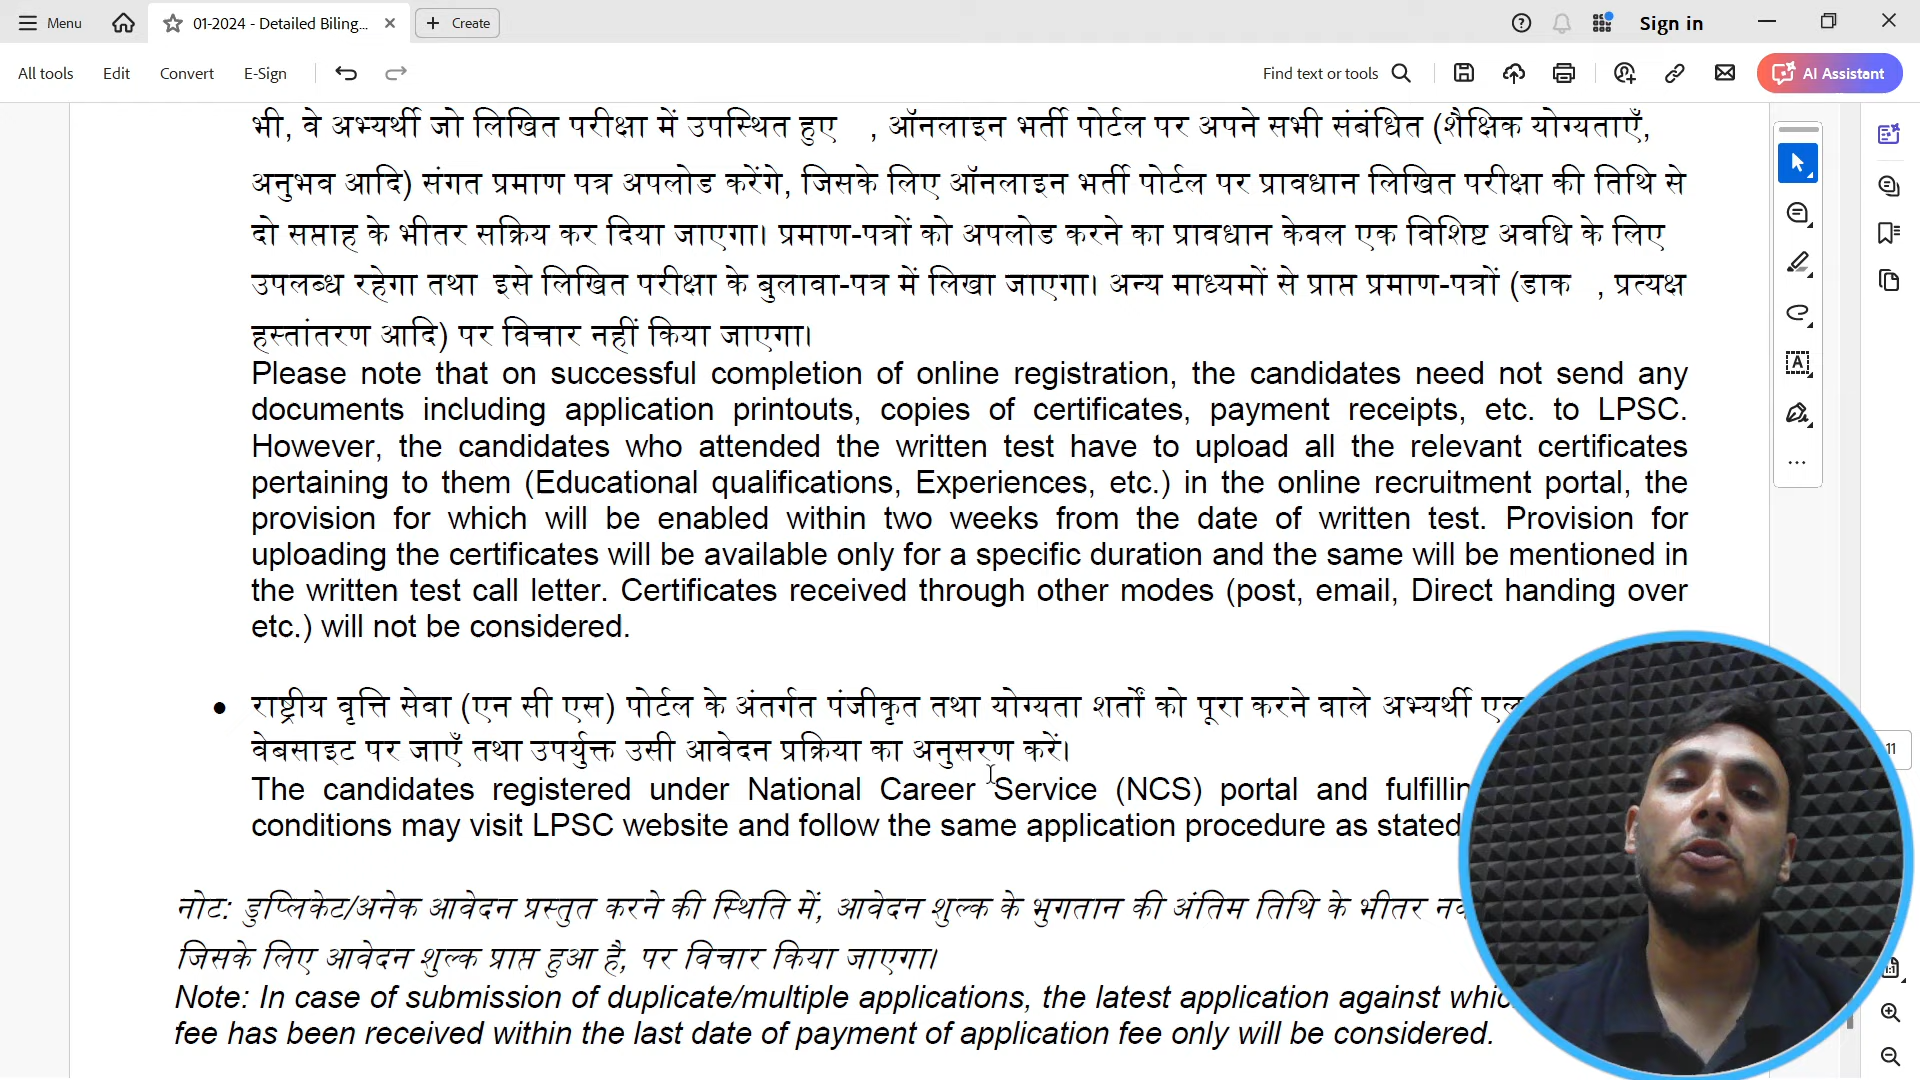 Menu
01-2024 - Detailed Biling...
Create
Sign in
All tools
Edit
Convert
E-Sign
Find text or tools
AI Assistant
भी, वे अभ्यर्थी जो लिखित परीक्षा में उपस्थित हुए , ऑनलाइन भर्ती पोर्टल पर अपने सभी संबंधित (शैक्षिक योग्यताएँ,
अनुभव आदि) संगत प्रमाण पत्र अपलोड करेंगे, जिसके लिए ऑनलाइन भर्ती पोर्टल पर प्रावधान लिखित परीक्षा की तिथि से
दो सप्ताह के भीतर सक्रिय कर दिया जाएगा। प्रमाण-पत्रों को अपलोड करने का प्रावधान केवल एक विशिष्ट अवधि के लिए
उपलब्ध रहेगा तथा इसे लिखित परीक्षा के बुलावा-पत्र में लिखा जाएगा। अन्य माध्यमों से प्राप्त प्रमाण-पत्रों (डाक , प्रत्यक्ष
हस्तांतरण आदि) पर विचार नहीं किया जाएगा।
Please note that on successful completion of online registration, the candidates need not send any
documents including application printouts, copies of certificates, payment receipts, etc. to LPSC.
However, the candidates who attended the written test have to upload all the relevant certificates
pertaining to them (Educational qualifications, Experiences, etc.) in the online recruitment portal, the
provision for which will be enabled within two weeks from the date of written test. Provision for
uploading the certificates will be available only for a specific duration and the same will be mentioned in
the written test call letter. Certificates received through other modes (post, email, Direct handing over
etc.) will not be considered.
• राष्ट्रीय वृत्ति सेवा (एन सी एस) पोर्टल के अंतर्गत पंजीकृत तथा योग्यता शर्तों को पूरा करने वाले अभ्यर्थी
वेबसाइट पर जाएँ तथा उपर्युक्त उसी आवेदन प्रक्रिया का अनुसरण करें।
The candidates registered under National Career Service (NCS) portal and
conditions may visit LPSC website and follow the same application procedure as stated
नोट: डुप्लिकेट/अनेक आवेदन प्रस्तुत करने की स्थिति में, आवेदन शुल्क के भुगतान की अंतिम तिथि के भीतर
जिसके लिए आवेदन शुल्क प्राप्त हुआ है, पर विचार किया जाएगा।
Note: In case of submission of duplicate/multiple applications, the latest application against
fee has been received within the last date of payment of application fee only will be considered.
11